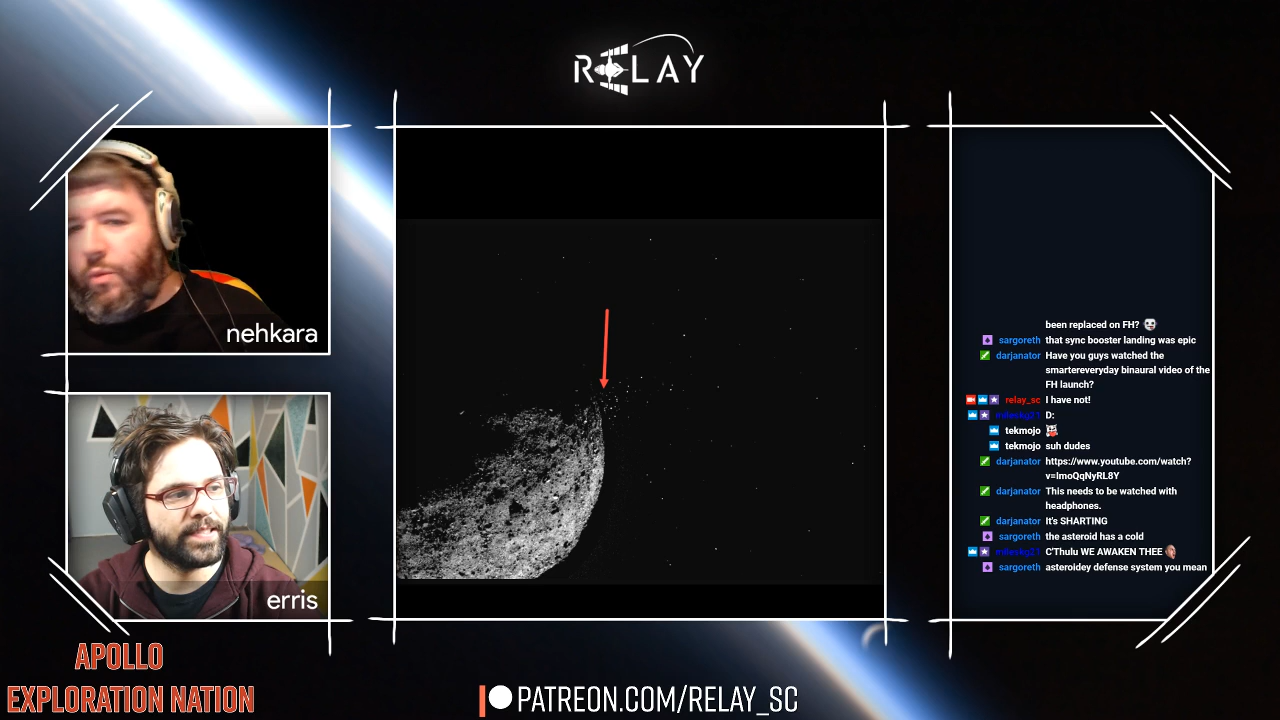 RELAY
nehkara
erris
been replaced on FH?
sargoreth that sync booster landing was epic
darjanator Have you guys watched the
smartereveryday binaural video of the
FH launch?
relay_sc I have not!
D:
tekmojo
tekmojo suh dudes
darjanator https://www.youtube.com/watch?
v=ImoQqNyRL8Y
darjanator This needs to be watched with
headphones.
darjanator It's SHARTING
sargoreth the asteroid has a cold
C'Thulu WE AWAKEN THEE
sargoreth asteroidey defense system you mean
APOLLO
EXPLORATION NATION
PATREON.COM/RELAY_SC